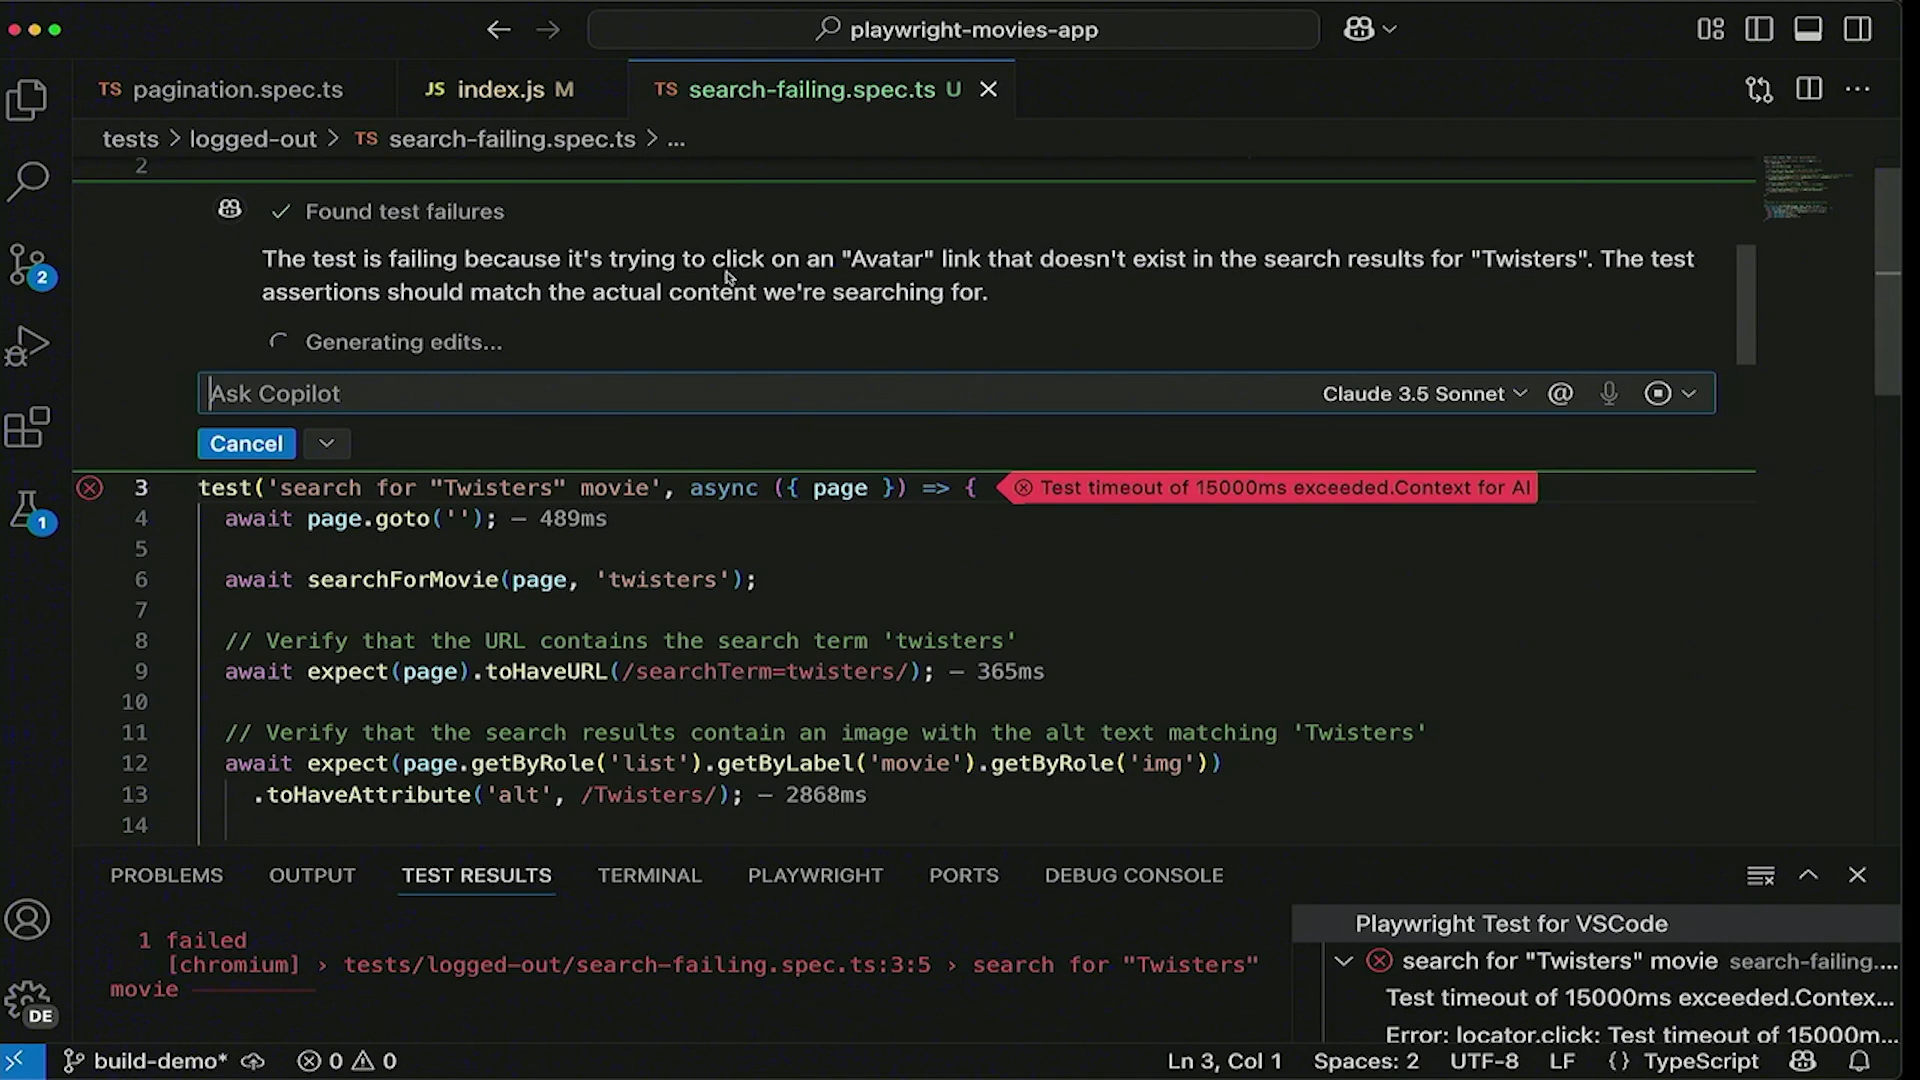 playwright-movies-app
TS pagination.spec.ts
JS index.js M
TS search-failing.spec.ts U
tests > logged-out > TS search-failing.spec.ts > ...
2
Found test failures
The test is failing because it's trying to click on an "Avatar" link that doesn't exist in the search results for "Twisters". The test
assertions should match the actual content we're searching for.
Generating edits...
Ask Copilot
Claude 3.5 Sonnet
@
Cancel
3 test('search for "Twisters" movie', async ({ page }) => { Test timeout of 15000ms exceeded.Context for AI
4 await page.goto(''); — 489ms
5
6 await searchForMovie(page, 'twisters');
7
8 // Verify that the URL contains the search term 'twisters'
9 await expect(page).toHaveURL(/searchTerm=twisters/); — 365ms
10
11 // Verify that the search results contain an image with the alt text matching 'Twisters'
12 await expect(page.getByRole('list').getByLabel('movie').getByRole('img'))
13 .toHaveAttribute('alt', /Twisters/); — 2868ms
14
2
1
DE
PROBLEMS OUTPUT TEST RESULTS TERMINAL PLAYWRIGHT PORTS DEBUG CONSOLE
1 failed
[chromium] › tests/logged-out/search-failing.spec.ts:3:5 › search for "Twisters"
movie
Playwright Test for VSCode
search for "Twisters" movie search-failing....
Test timeout of 15000ms exceeded.Contex...
Error: locator.click: Test timeout of 15000m...
build-demo* 0 0
Ln 3, Col 1 Spaces: 2 UTF-8 LF {} TypeScript